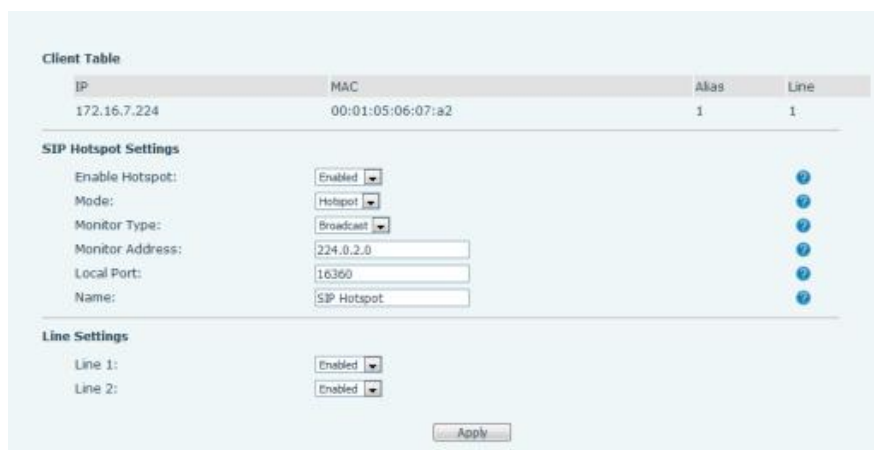 Client Table
IP MAC Alias Line
172.16.7.224 00:01:05:06:07:a2 1 1
SIP Hotspot Settings
Enable Hotspot: Enabled
Mode: Hotspot
Monitor Type: Broadcast
Monitor Address: 224.0.2.0
Local Port: 16360
Name: SIP Hotspot
Line Settings
Line 1: Enabled
Line 2: Enabled
Apply